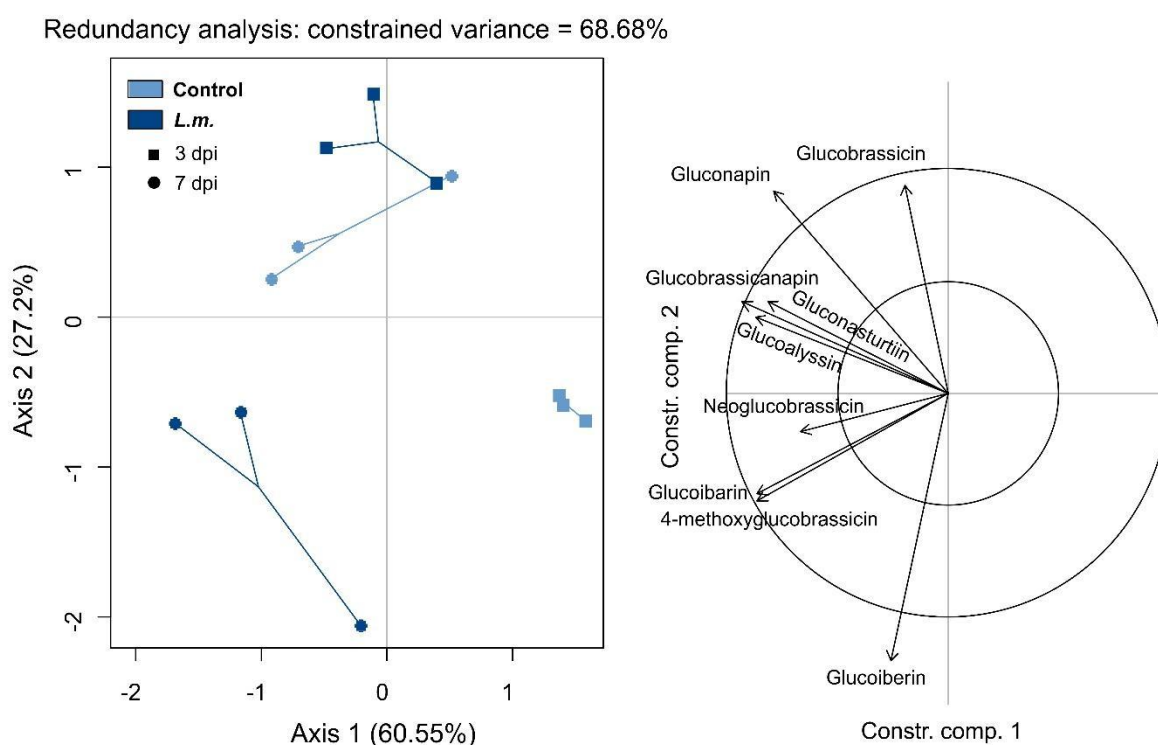 Redundancy analysis: constrained variance = 68.68%
Control
L.m.
3 dpi
7 dpi
1
0
-1
-2
Axis 2 (27.2%)
-2
-1
0
1
Axis 1 (60.55%)
Glucobrassicin
Gluconapin
Glucobrassicanapin
Gluconasturtiin
Glucoalyssin
Constr. comp. 2
Neoglucobrassicin
Glucoibarin
4-methoxyglucobrassicin
Glucoiberin
Constr. comp. 1